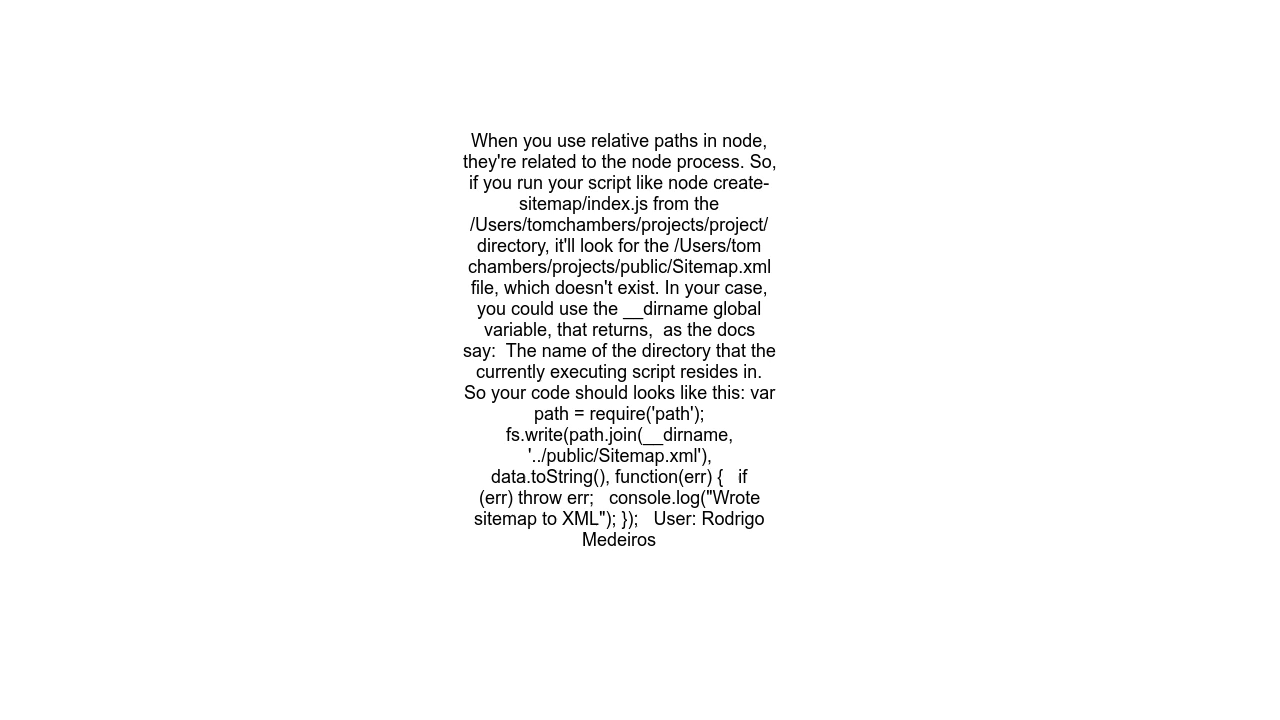 When you use relative paths in node,
they're related to the node process. So,
if you run your script like node create-
sitemap/index.js from the
/Users/tomchambers/projects/project/
directory, it'll look for the /Users/tom
chambers/projects/public/Sitemap.xml
file, which doesn't exist. In your case,
you could use the __dirname global
variable, that returns,  as the docs
say:  The name of the directory that the
currently executing script resides in.
So your code should looks like this: var
path = require('path');
fs.write(path.join(__dirname,
'../public/Sitemap.xml'),
data.toString(), function(err) {   if
(err) throw err;   console.log("Wrote
sitemap to XML"); });   User: Rodrigo
Medeiros